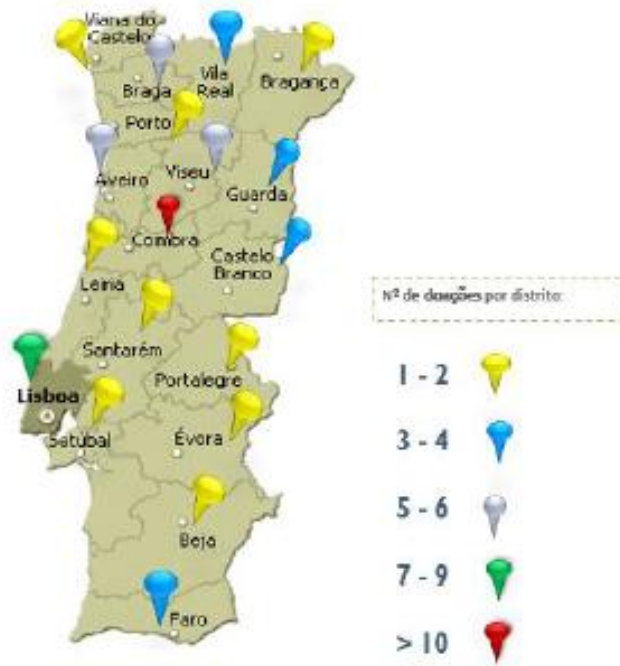 Viana do
Castelo
Braga
Vila
Real
Bragança
Porto
Aveiro
Viseu
Guarda
Coimbra
Castelo
Branco
Leiria
Santarém
Portalegre
Lisboa
Setúbal
Évora
Beja
Faro
Nº de doações por distrito:
1 - 2
3 - 4
5 - 6
7 - 9
> 10